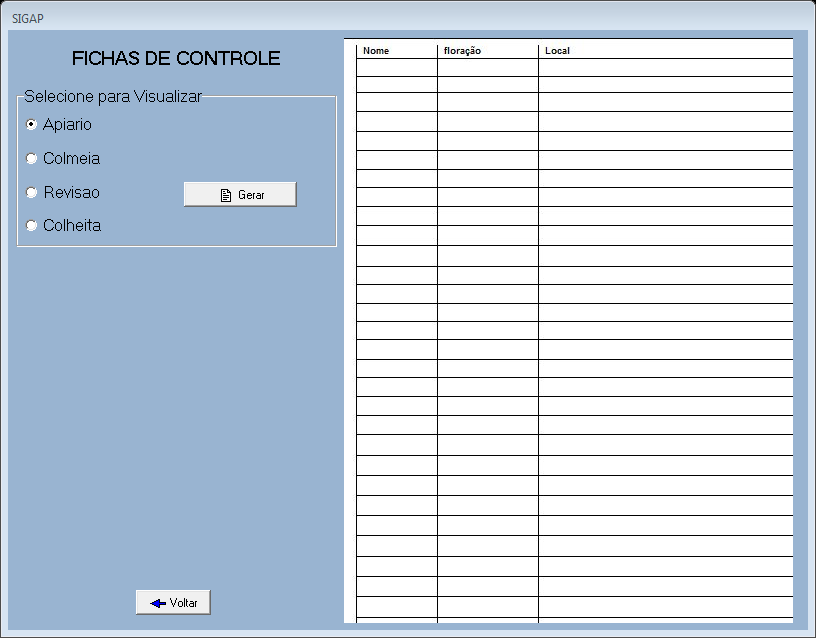 SIGAP
FICHAS DE CONTROLE
Selecione para Visualizar
Apiario
Colmeia
Revisao
Gerar
Colheita
Voltar
Nome floração Local